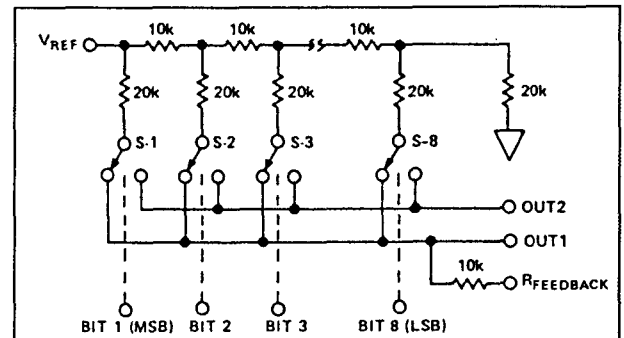 10k 10k 10k
VREF
20k 20k 20k 20k 20k
S-1 S-2 S-3 S-8
OUT2
OUT1
10k
RFEEDBACK
BIT 1 (MSB) BIT 2 BIT 3 BIT 8 (LSB)